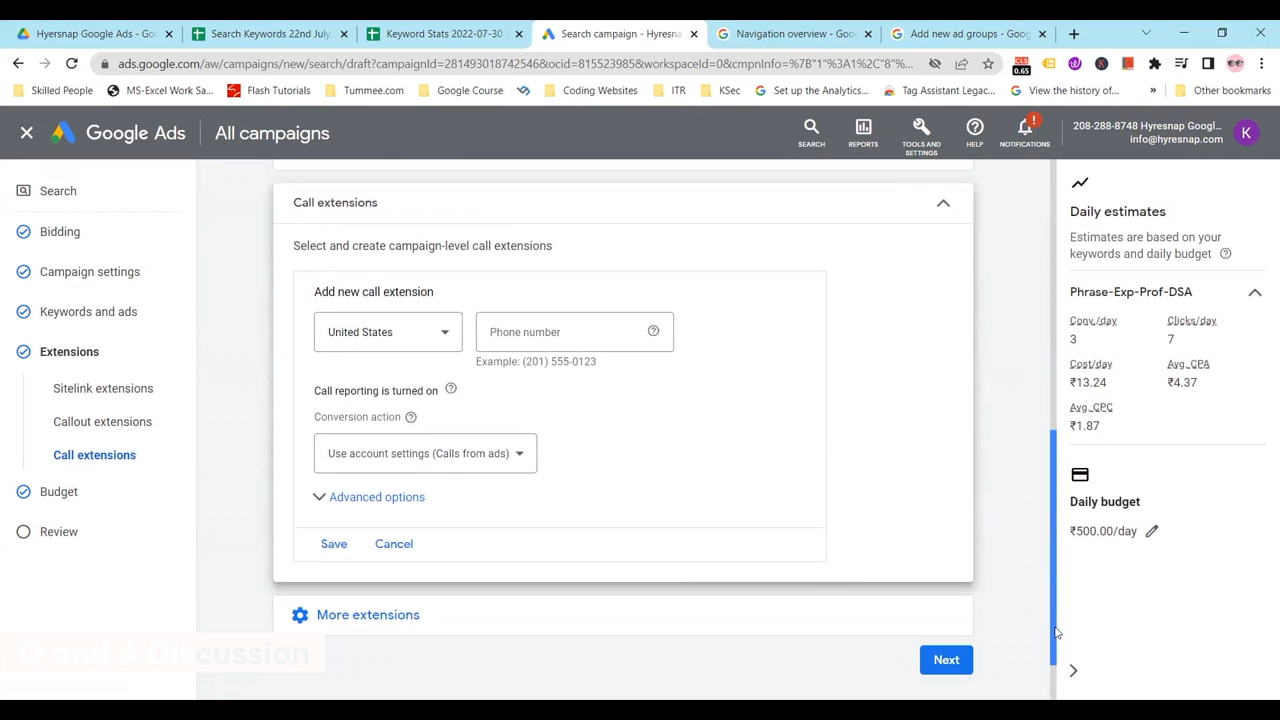 Hyersnap Google Ads - Goo
Search Keywords 22nd July
Keyword Stats 2022-07-30
Search campaign - Hyresn
Navigation overview - Goo
Add new ad groups - Goog
ads.google.com/aw/campaigns/new/search/draft?campaignId=281493018742546&ocid=815523985&workspaceId=0&cmpnInfo=%7B"1"%3A1%2C"8"...
0.65
Skilled People
MS-Excel Work Sa...
Flash Tutorials
Tummee.com
Google Course
Coding Websites
ITR
KSec
Set up the Analytics...
Tag Assistant Legac...
View the history of...
»
Other bookmarks
Google Ads
All campaigns
SEARCH
REPORTS
TOOLS AND
SETTINGS
HELP
NOTIFICATIONS
208-288-8748 Hyresnap Googl...
info@hyresnap.com
K
Search
Bidding
Campaign settings
Keywords and ads
Extensions
Sitelink extensions
Callout extensions
Call extensions
Budget
Review
Call extensions
Select and create campaign-level call extensions
Add new call extension
United States
Phone number
Example: (201) 555-0123
Call reporting is turned on
Conversion action
Use account settings (Calls from ads)
Advanced options
Save
Cancel
More extensions
Next
Daily estimates
Estimates are based on your
keywords and daily budget
Phrase-Exp-Prof-DSA
Conv./day
Clicks/day
3
7
Cost/day
Avg. CPA
₹13.24
₹4.37
Avg. CPC
₹1.87
Daily budget
₹500.00/day
Q and A Discussion